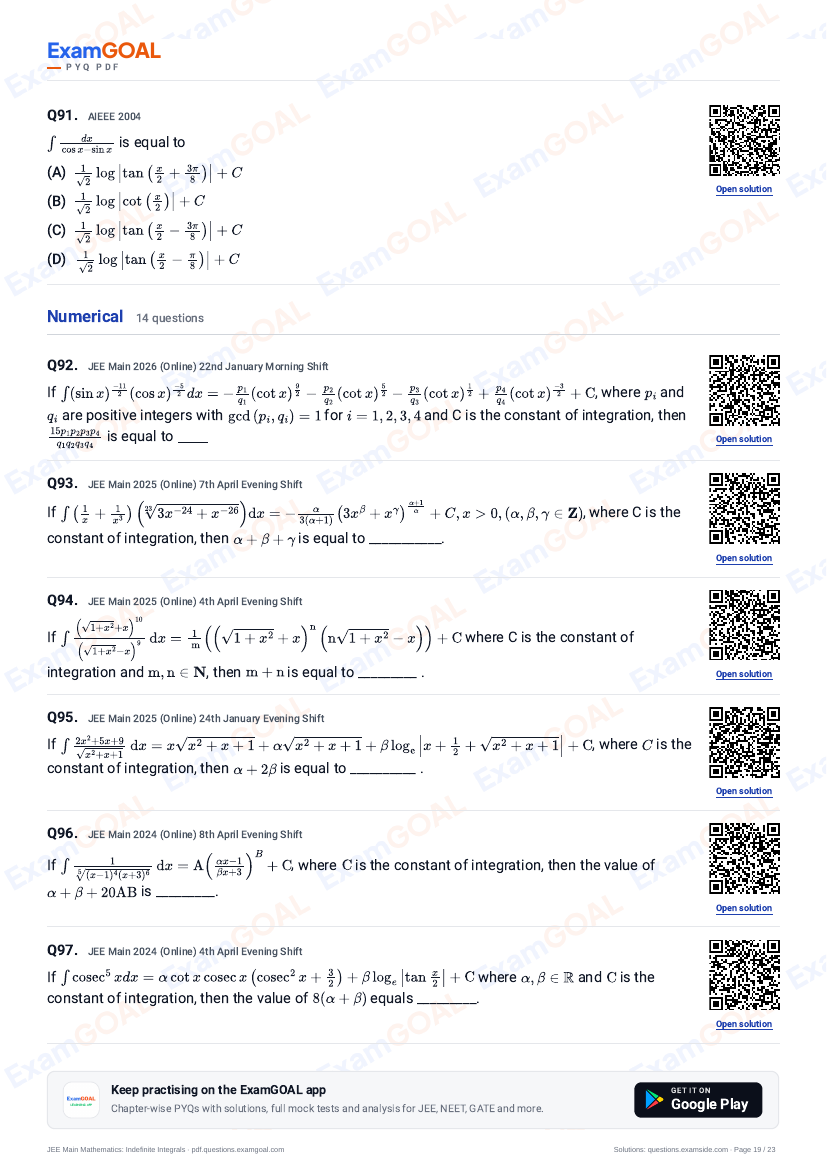 ExamGOAL
PYQ PDF
Q91. AIEEE 2004
∫ dx/(cos x−sin x) is equal to
Open solution
(A) 1/√2 log |tan (x/2 + 3π/8)| + C
(B) 1/√2 log |cot (x/2)| + C
(C) 1/√2 log |tan (x/2 − 3π/8)| + C
(D) 1/√2 log |tan (x/2 − π/8)| + C
Numerical 14 questions
Q92. JEE Main 2026 (Online) 22nd January Morning Shift
If ∫(sin x)^(−11/2) (cos x)^(−5/2) dx = −p₁/q₁ (cot x)^(9/2) − p₂/q₂ (cot x)^(5/2) − p₃/q₃ (cot x)^(1/2) + p₄/q₄ (cot x)^(−3/2) + C, where pᵢ and
qᵢ are positive integers with gcd (pᵢ, qᵢ) = 1 for i = 1, 2, 3, 4 and C is the constant of integration, then
15p₁p₂p₃p₄/q₁q₂q₃q₄ is equal to ____
Open solution
Q93. JEE Main 2025 (Online) 7th April Evening Shift
If ∫ (1/x + 1/x³) (²³√(3x⁻²⁴ + x⁻²⁶)) dx = −α/(3(α+1)) (3x^β + x^γ)^((α+1)/α) + C, x > 0, (α, β, γ ∈ Z), where C is the
constant of integration, then α + β + γ is equal to __________.
Open solution
Q94. JEE Main 2025 (Online) 4th April Evening Shift
If ∫ (√(1+x²)+x)¹⁰/(√(1+x²)−x)⁹ dx = 1/m ((√(1 + x²) + x)ⁿ (n√(1 + x²) − x)) + C where C is the constant of
integration and m, n ∈ N, then m + n is equal to ________ .
Open solution
Q95. JEE Main 2025 (Online) 24th January Evening Shift
If ∫ (2x²+5x+9)/√(x²+x+1) dx = x√(x² + x + 1) + α√(x² + x + 1) + β logₑ |x + 1/2 + √(x² + x + 1)| + C, where C is the
constant of integration, then α + 2β is equal to _________ .
Open solution
Q96. JEE Main 2024 (Online) 8th April Evening Shift
If ∫ 1/⁵√((x−1)⁴(x+3)⁶) dx = A((αx−1)/(βx+3))^B + C, where C is the constant of integration, then the value of
α + β + 20AB is ________.
Open solution
Q97. JEE Main 2024 (Online) 4th April Evening Shift
If ∫ cosec⁵ xdx = α cot x cosec x (cosec² x + 3/2) + β logₑ |tan x/2| + C where α, β ∈ ℝ and C is the
constant of integration, then the value of 8(α + β) equals ________.
Open solution
ExamGOAL
Keep practising on the ExamGOAL app
Chapter-wise PYQs with solutions, full mock tests and analysis for JEE, NEET, GATE and more.
GET IT ON
Google Play
JEE Main Mathematics: Indefinite Integrals · pdf.questions.examgoal.com
Solutions: questions.examside.com · Page 19 / 23